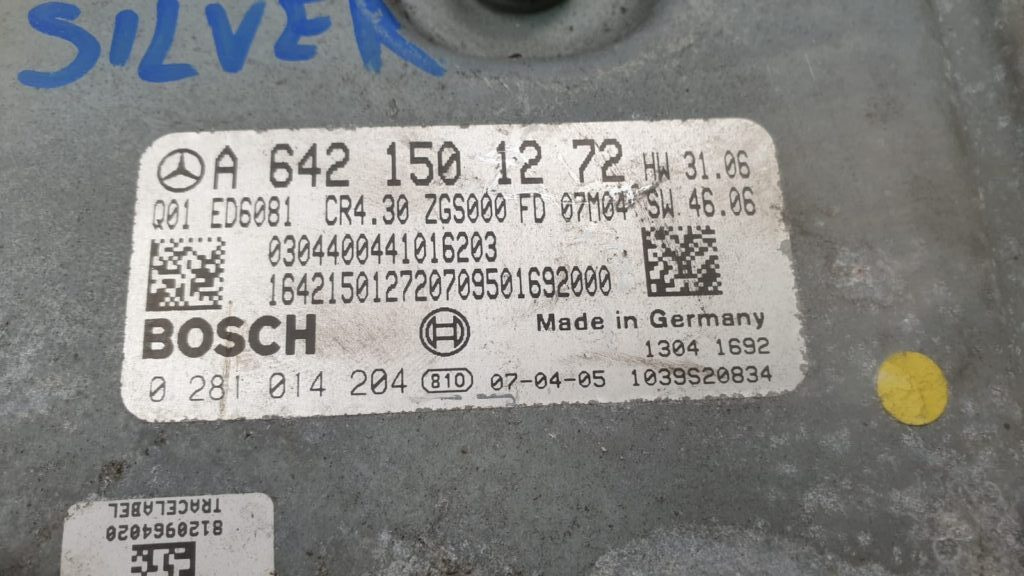 SILVER
A 642 150 12 72 HW 31.06
Q01 ED6081 CR4.30 ZGS000 FD 07M04 SW 46.06
0304400441016203
164215012720709501692000
BOSCH Made in Germany
1304 1692
0 281 014 204 810 07-04-05 1039S20834
8120964020
TRACELABEL